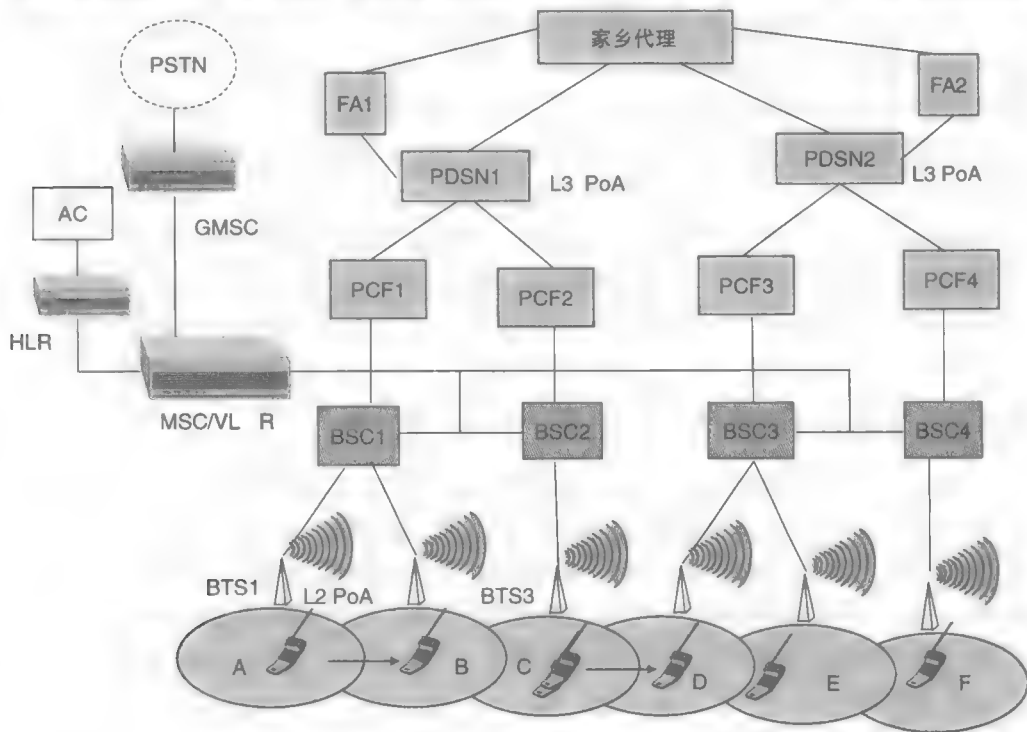 家乡代理
PSTN
FA1
FA2
PDSN1
L3 PoA
PDSN2
L3 PoA
AC
GMSC
PCF1
PCF2
PCF3
PCF4
HLR
MSC/VL R
BSC1
BSC2
BSC3
BSC4
BTS1
L2 PoA
BTS3
A
B
C
D
E
F